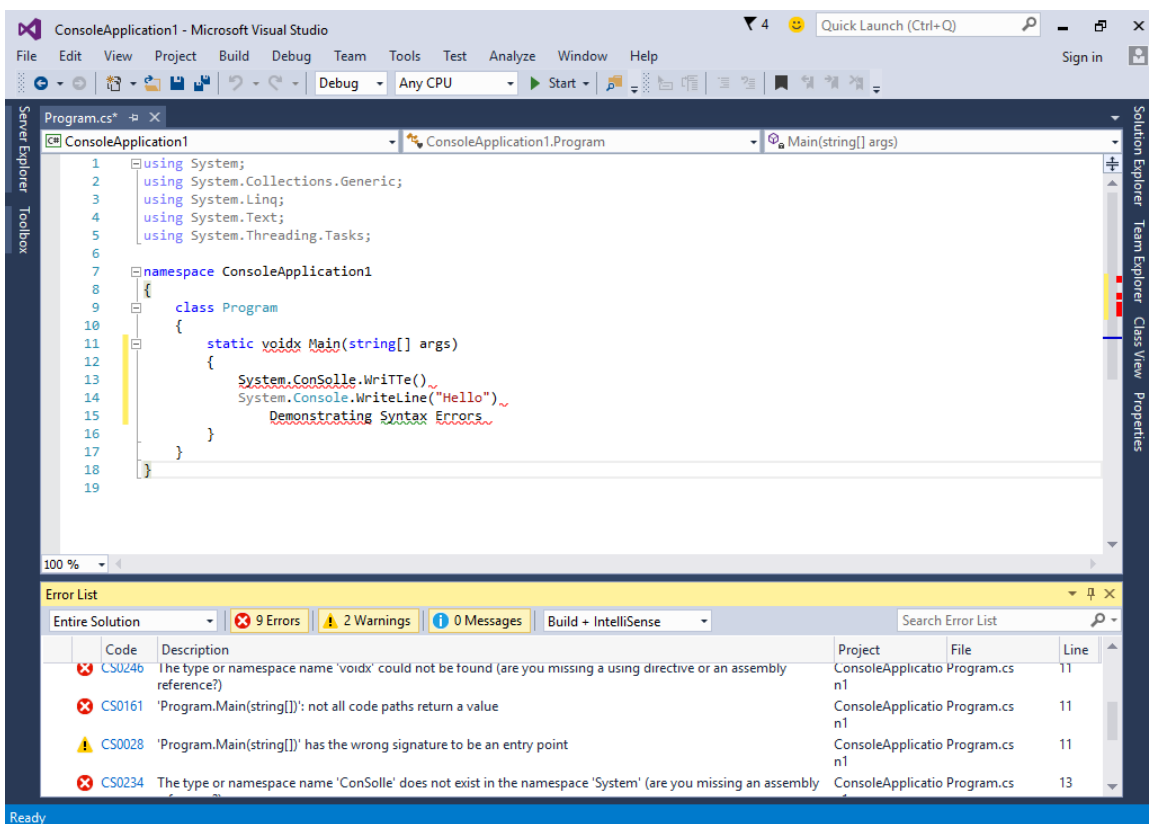 ConsoleApplication1 - Microsoft Visual Studio 4 Quick Launch (Ctrl+Q)
File Edit View Project Build Debug Team Tools Test Analyze Window Help Sign in
Debug Any CPU Start
Server Explorer
Toolbox
Program.cs*
C# ConsoleApplication1 ConsoleApplication1.Program Main(string[] args)
1 using System;
2 using System.Collections.Generic;
3 using System.Linq;
4 using System.Text;
5 using System.Threading.Tasks;
6
7 namespace ConsoleApplication1
8 {
9 class Program
10 {
11 static voidx Main(string[] args)
12 {
13 System.ConSolle.WriTTe()
14 System.Console.WriteLine("Hello")
15 Demonstrating Syntax Errors
16 }
17 }
18 }
19
100 %
Solution Explorer
Team Explorer
Class View
Properties
Error List
Entire Solution 9 Errors 2 Warnings 0 Messages Build + IntelliSense Search Error List
Code Description Project File Line
CS0246 The type or namespace name 'voidx' could not be found (are you missing a using directive or an assembly ConsoleApplicatio Program.cs 11
reference?) n1
CS0161 'Program.Main(string[])': not all code paths return a value ConsoleApplicatio Program.cs 11
n1
CS0028 'Program.Main(string[])' has the wrong signature to be an entry point ConsoleApplicatio Program.cs 11
n1
CS0234 The type or namespace name 'ConSolle' does not exist in the namespace 'System' (are you missing an assembly ConsoleApplicatio Program.cs 13
Ready